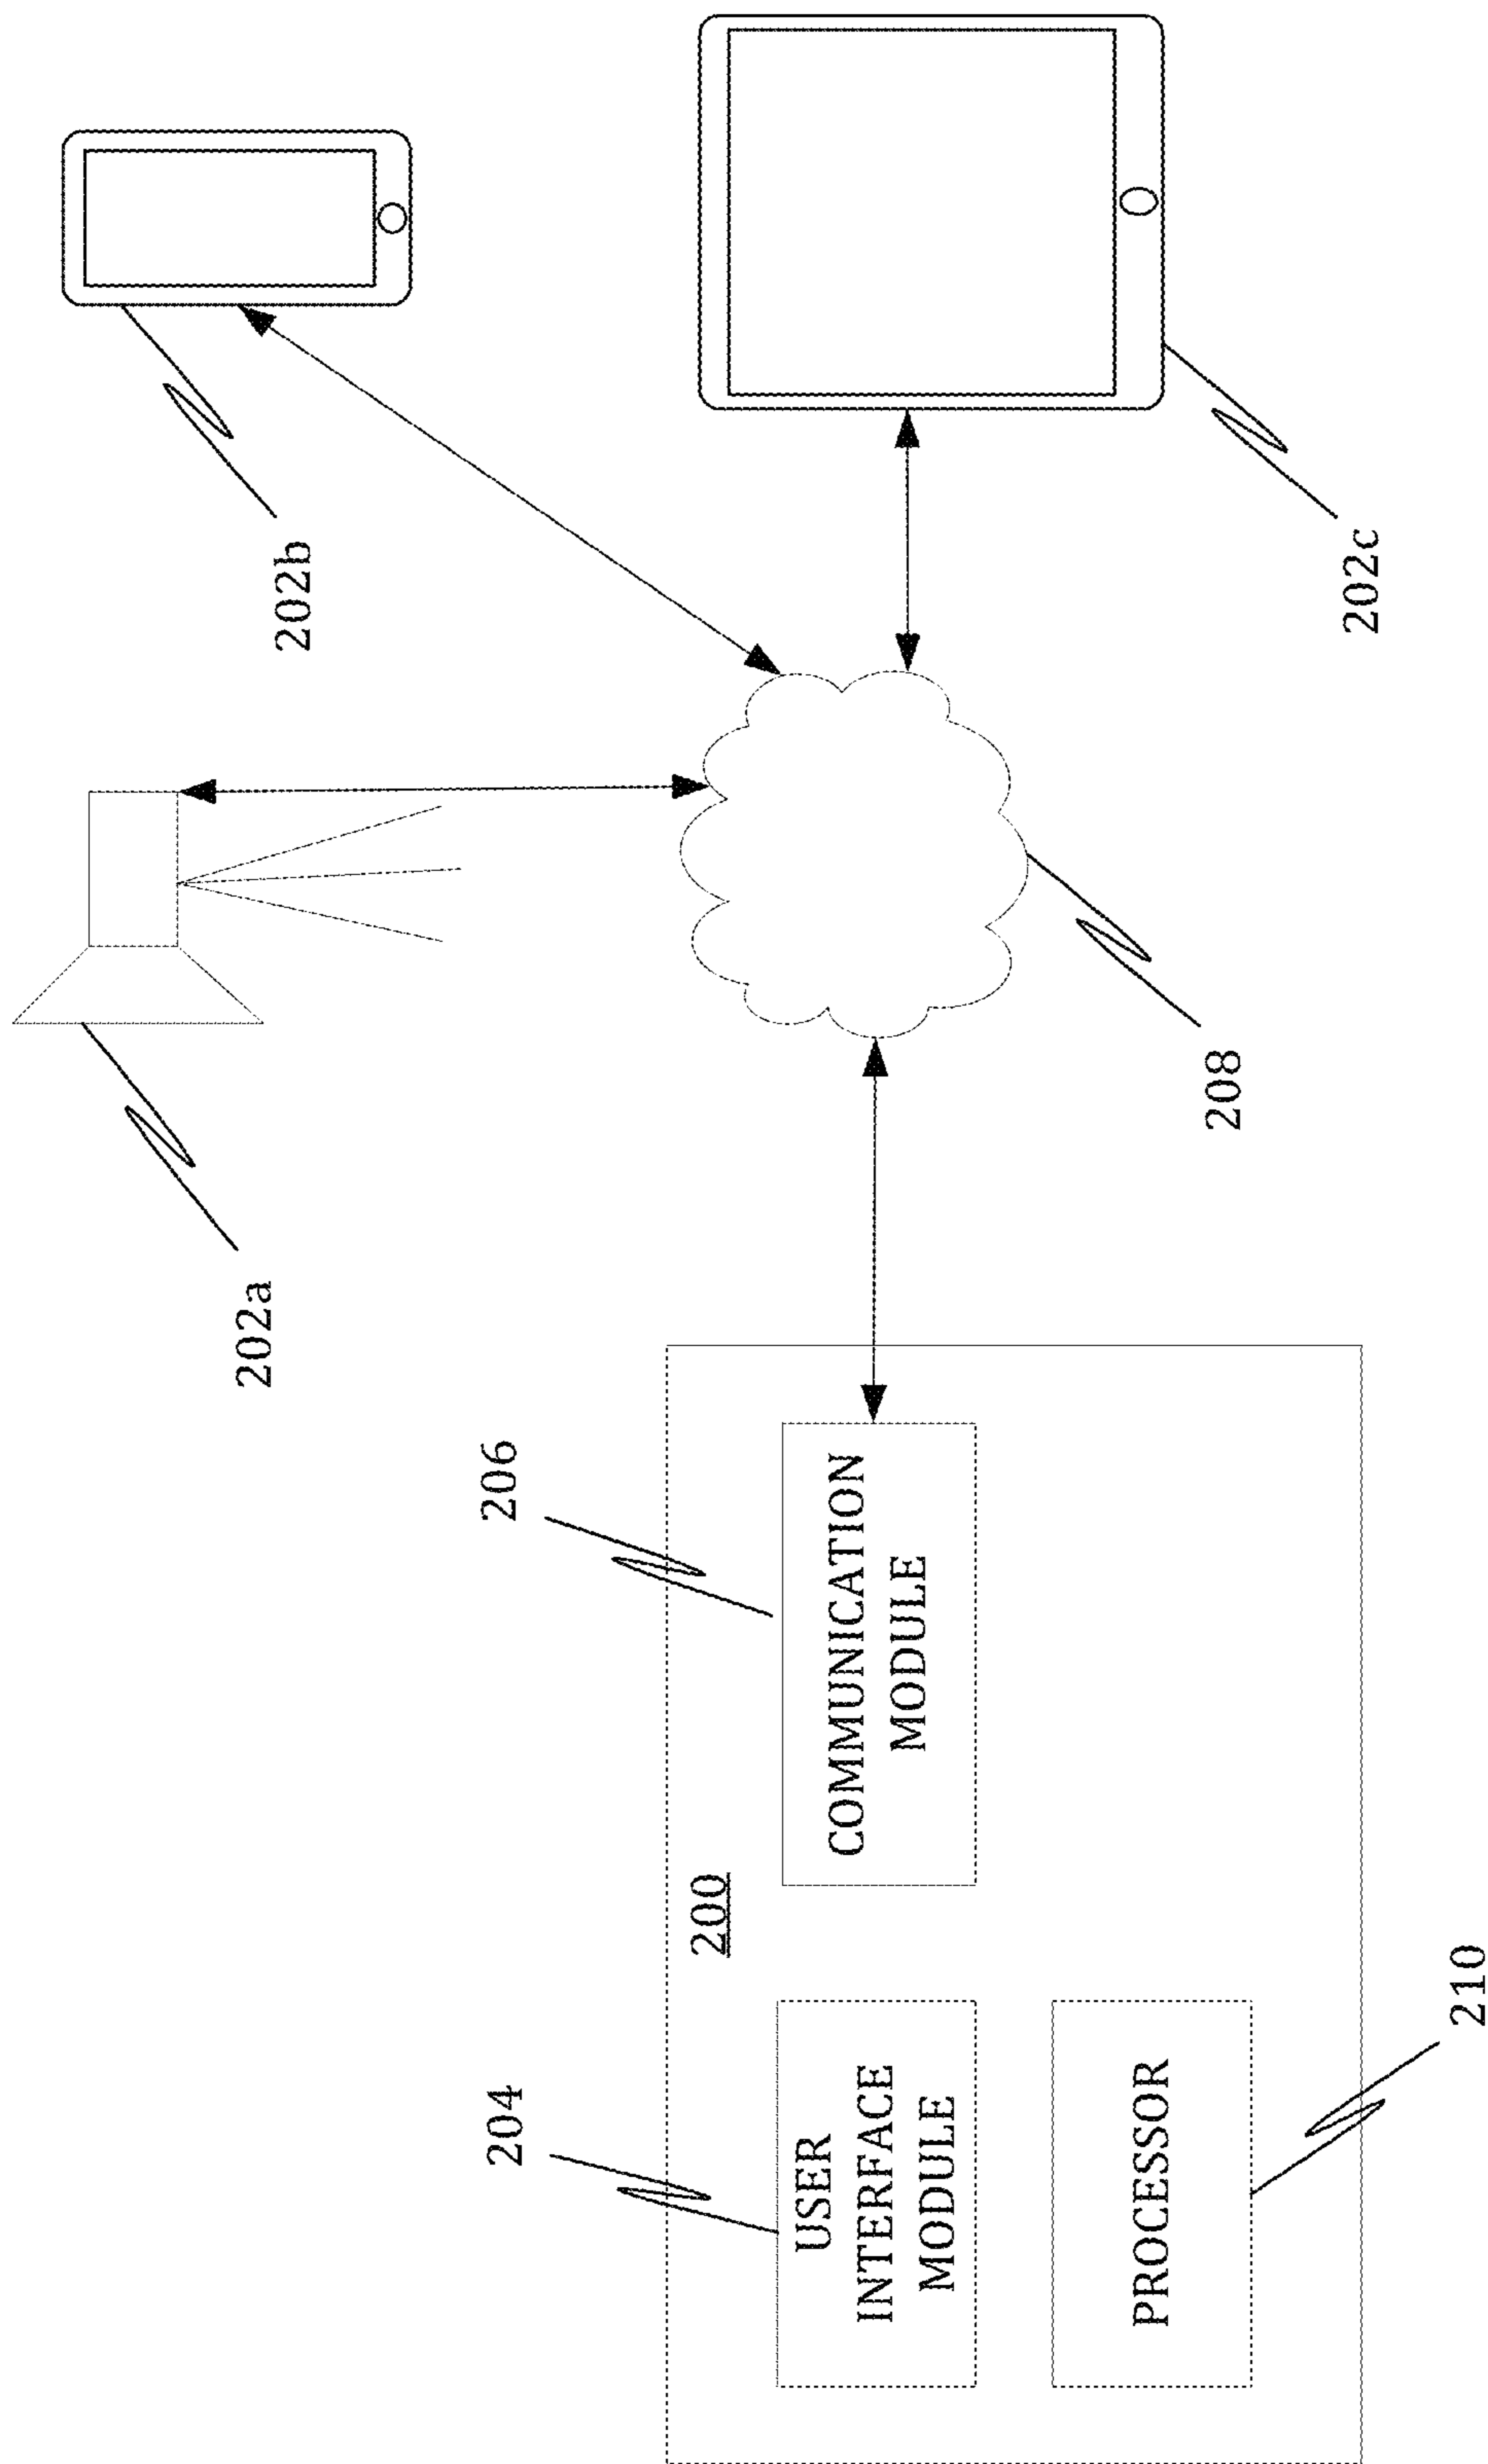 202a
202b
202c
208
206
200
COMMUNICATION
MODULE
204
USER
INTERFACE
MODULE
PROCESSOR
210